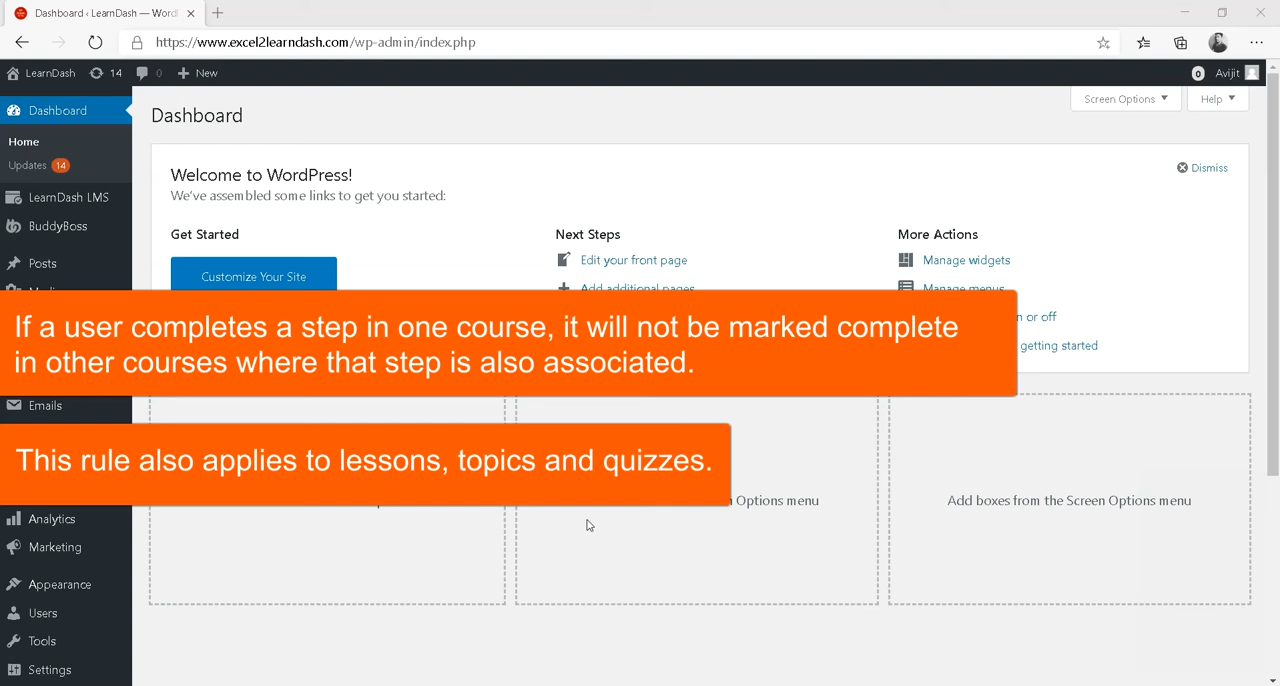 Dashboard ‹ LearnDash — Word
https://www.excel2learndash.com/wp-admin/index.php
LearnDash 14 0 New 0 Avijit
Dashboard
Screen Options Help
Dashboard
Home
Updates 14
LearnDash LMS
BuddyBoss
Posts
Welcome to WordPress!
Dismiss
We've assembled some links to get you started:
Get Started
Next Steps
More Actions
Customize Your Site
Edit your front page
Add additional pages
Manage widgets
Manage menus
n or off
getting started
If a user completes a step in one course, it will not be marked complete
in other courses where that step is also associated.
Emails
This rule also applies to lessons, topics and quizzes.
n Options menu
Add boxes from the Screen Options menu
Analytics
Marketing
Appearance
Users
Tools
Settings